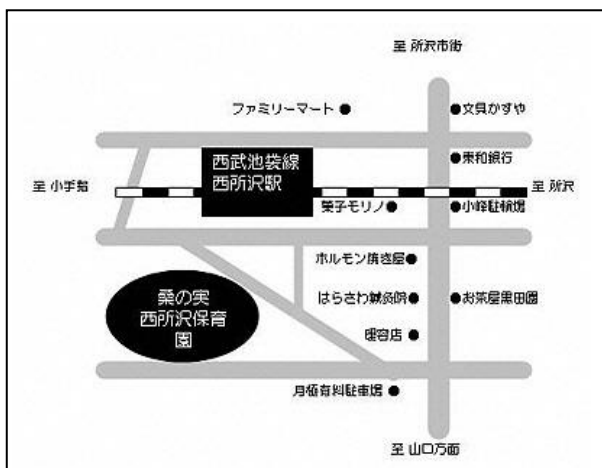 至 所沢市街
ファミリーマート
文具かすや
西武池袋線
西所沢駅
東和銀行
至 小手指
至 所沢
菓子モリノ
小峰駐車場
ホルモン焼き屋
桑の実
西所沢保育
園
はらさわ鍼灸院
お茶屋黒田園
理容店
月極有料駐車場
至 山口方面